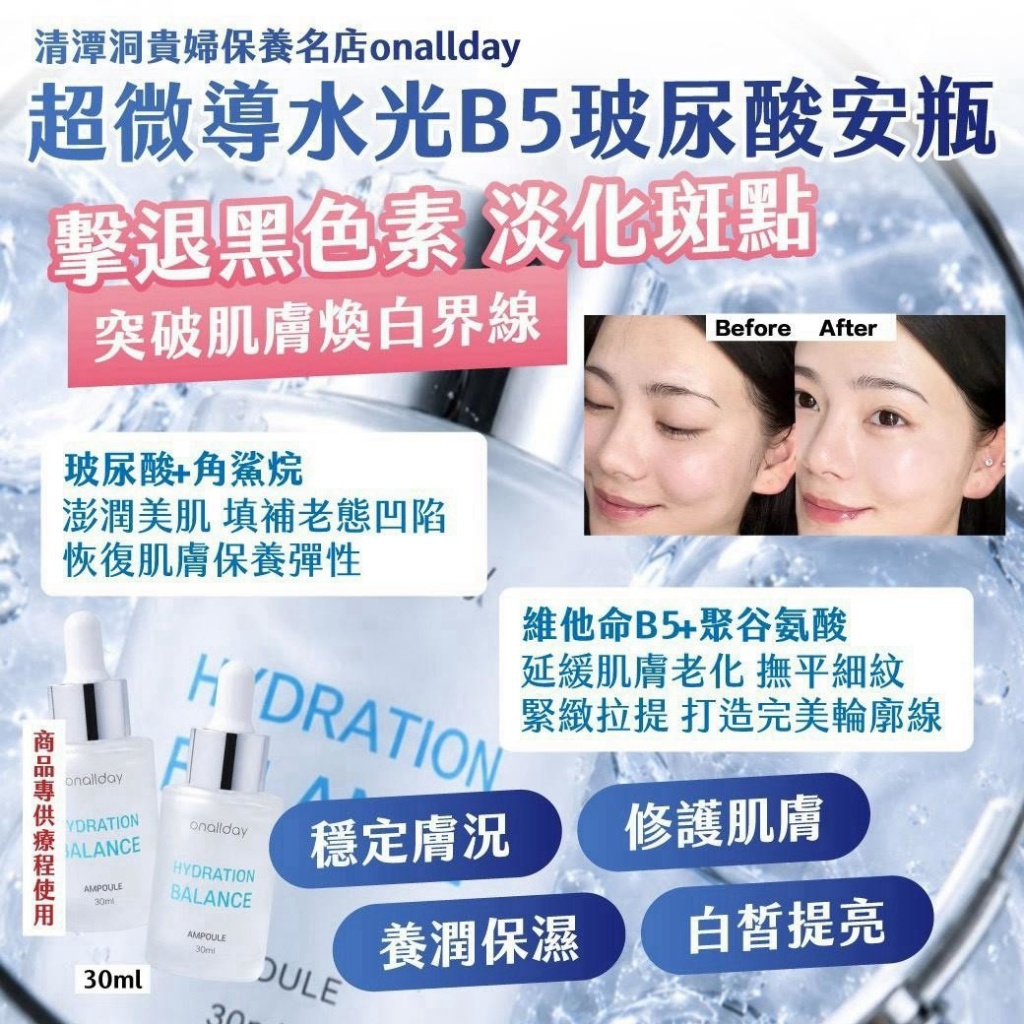 清潭洞貴婦保養名店onallday
超微導水光B5玻尿酸安瓶
擊退黑色素 淡化斑點
突破肌膚煥白界線
Before After
玻尿酸+角鯊烷
澎潤美肌 填補老態凹陷
恢復肌膚保養彈性
維他命B5+聚谷氨酸
延緩肌膚老化 撫平細紋
緊緻拉提 打造完美輪廓線
HYDRATION
商品專供療程使用
onallday
YDRATION
BALANCE
AMPOULE
30ml
onallday
HYDRATION
BALANCE
AMPOULE
30ml
穩定膚況
修護肌膚
養潤保濕
白皙提亮
30ml